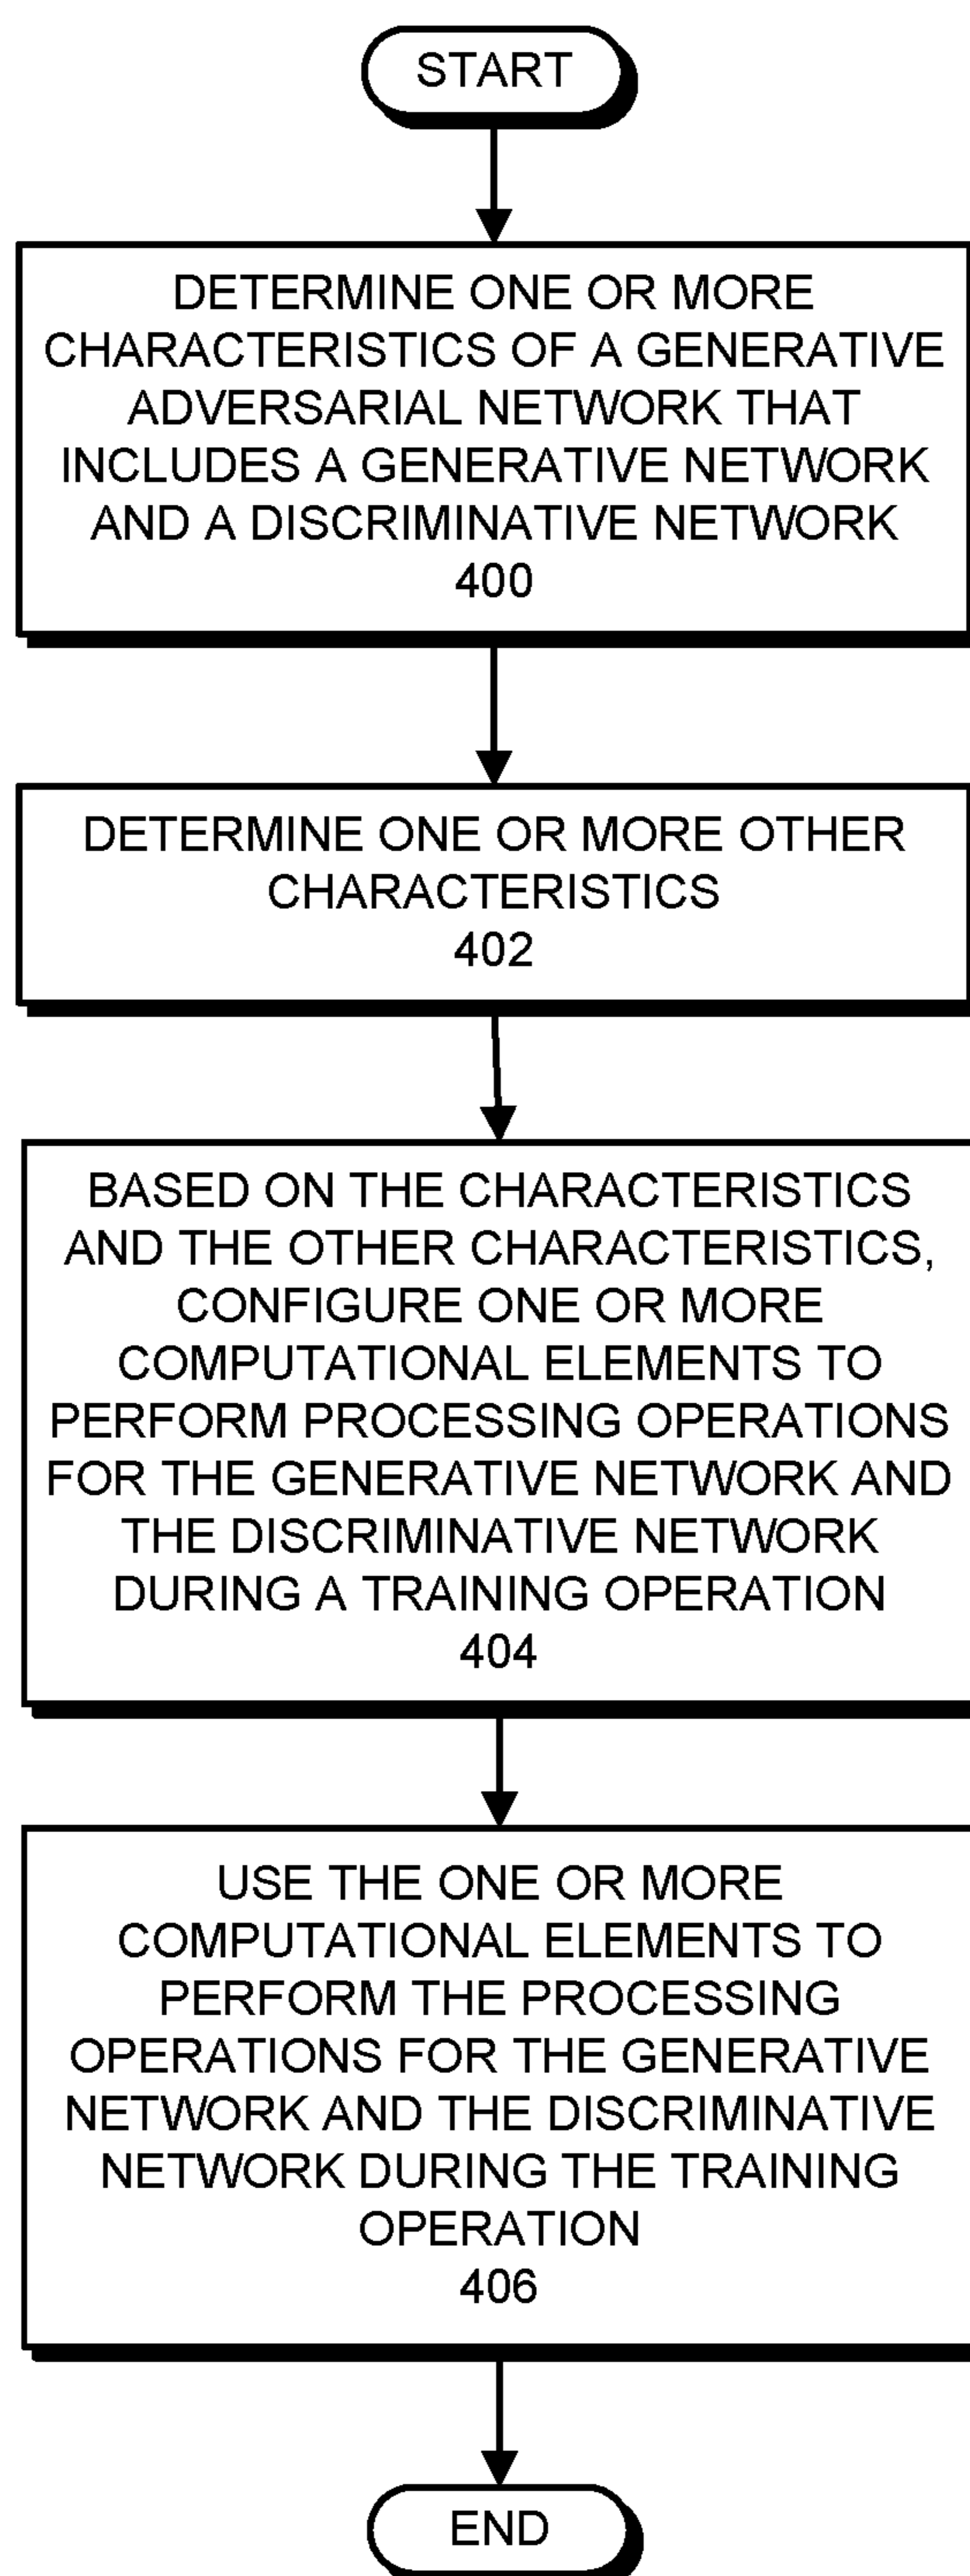 START
DETERMINE ONE OR MORE
CHARACTERISTICS OF A GENERATIVE
ADVERSARIAL NETWORK THAT
INCLUDES A GENERATIVE NETWORK
AND A DISCRIMINATIVE NETWORK
400
DETERMINE ONE OR MORE OTHER
CHARACTERISTICS
402
BASED ON THE CHARACTERISTICS
AND THE OTHER CHARACTERISTICS,
CONFIGURE ONE OR MORE
COMPUTATIONAL ELEMENTS TO
PERFORM PROCESSING OPERATIONS
FOR THE GENERATIVE NETWORK AND
THE DISCRIMINATIVE NETWORK
DURING A TRAINING OPERATION
404
USE THE ONE OR MORE
COMPUTATIONAL ELEMENTS TO
PERFORM THE PROCESSING
OPERATIONS FOR THE GENERATIVE
NETWORK AND THE DISCRIMINATIVE
NETWORK DURING THE TRAINING
OPERATION
406
END